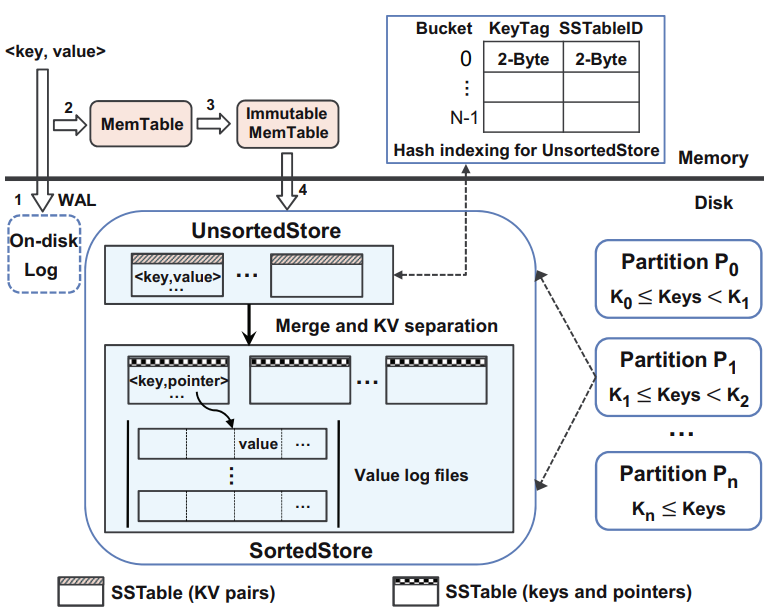 <key, value>
1
WAL
2
MemTable
3
Immutable
MemTable
4
On-disk
Log
Bucket KeyTag SSTableID
0 2-Byte 2-Byte
⋮
N-1
Hash indexing for UnsortedStore
Memory
Disk
UnsortedStore
<key,value>
...
...
Merge and KV separation
<key,pointer>
...
...
value ...
⋮
...
Value log files
SortedStore
Partition P0
K0 ≤ Keys < K1
Partition P1
K1 ≤ Keys < K2
...
Partition Pn
Kn ≤ Keys
SSTable (KV pairs)
SSTable (keys and pointers)